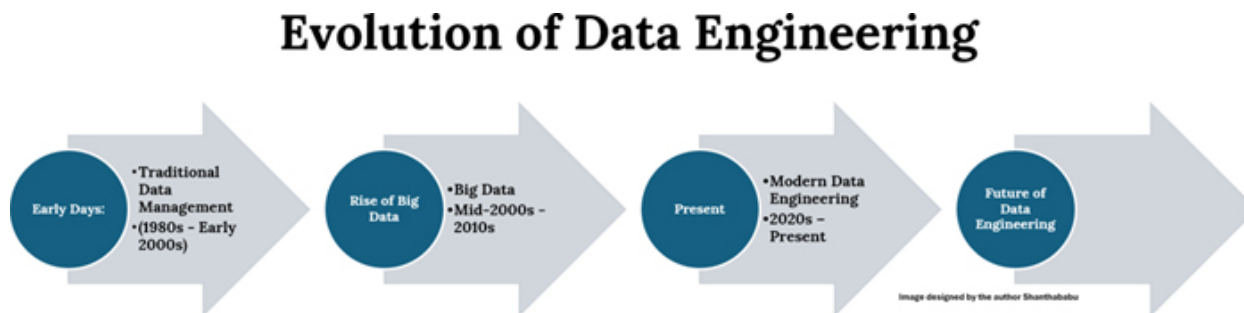 Evolution of Data Engineering
Early Days:
•Traditional
Data
Management
•(1980s - Early
2000s)
Rise of Big
Data
•Big Data
•Mid-2000s -
2010s
Present
•Modern Data
Engineering
•2020s –
Present
Future of
Data
Engineering
Image designed by the author Shanthababu